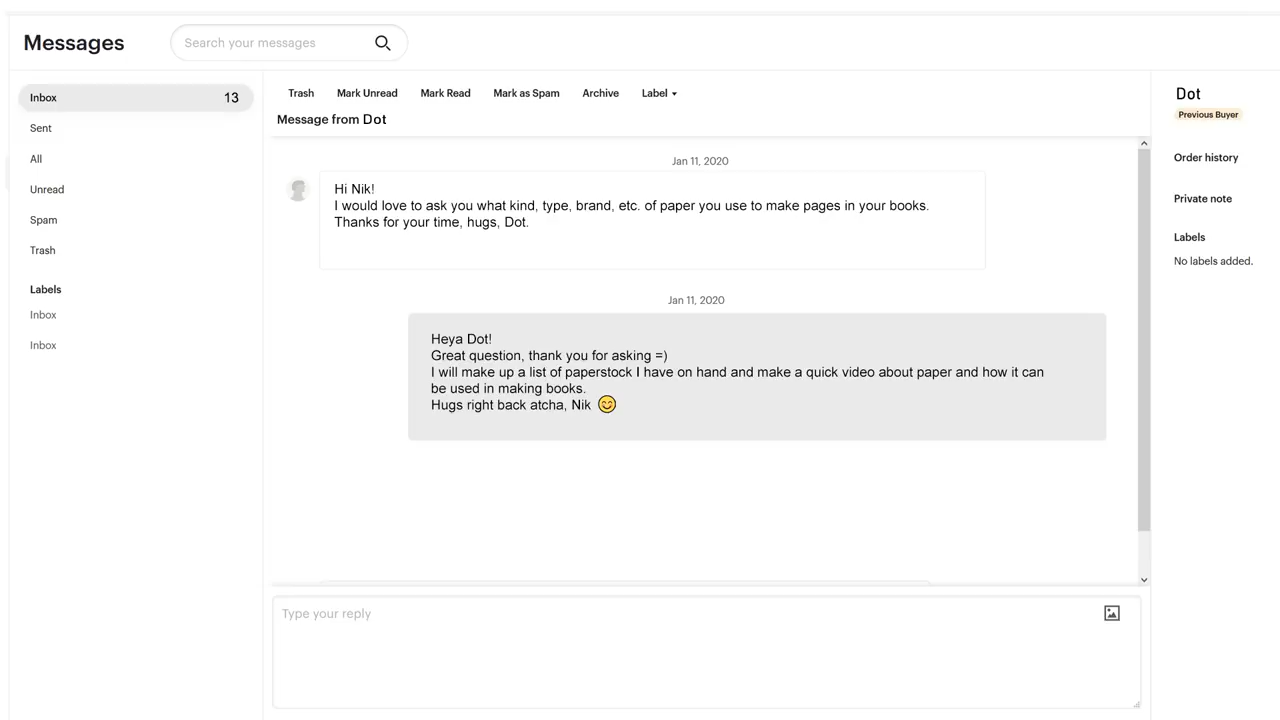 Messages
Search your messages
Inbox 13
Sent
All
Unread
Spam
Trash
Labels
Inbox
Inbox
Trash Mark Unread Mark Read Mark as Spam Archive Label
Message from Dot
Jan 11, 2020
Hi Nik!
I would love to ask you what kind, type, brand, etc. of paper you use to make pages in your books.
Thanks for your time, hugs, Dot.
Jan 11, 2020
Heya Dot!
Great question, thank you for asking =)
I will make up a list of paperstock I have on hand and make a quick video about paper and how it can
be used in making books.
Hugs right back atcha, Nik 😊
Type your reply
Dot
Previous Buyer
Order history
Private note
Labels
No labels added.